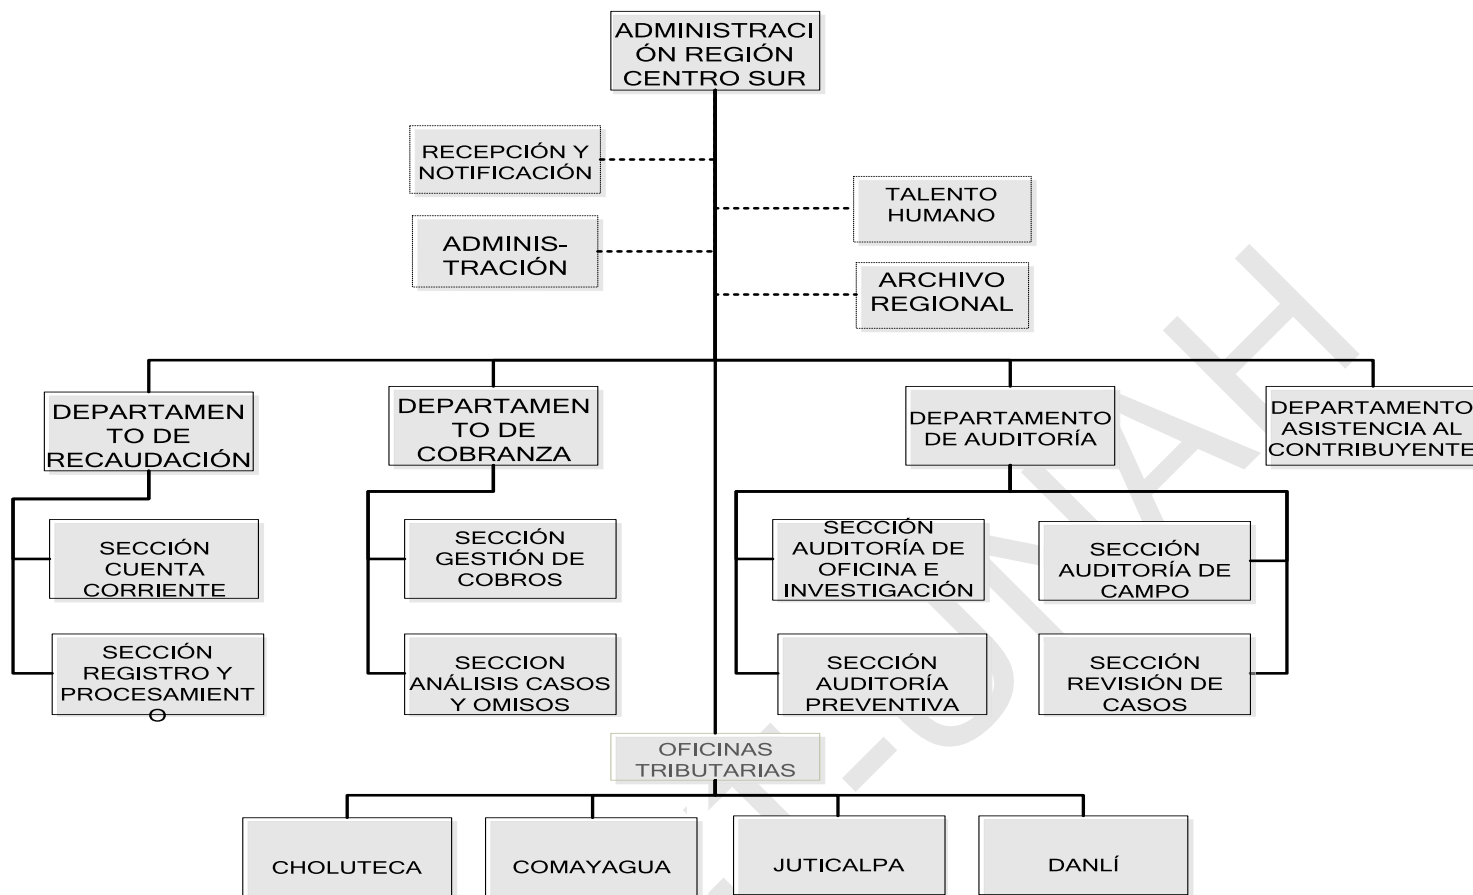 ADMINISTRACI
ÓN REGIÓN
CENTRO SUR
RECEPCIÓN Y
NOTIFICACIÓN
TALENTO
HUMANO
ADMINIS-
TRACIÓN
ARCHIVO
REGIONAL
DEPARTAMEN
TO DE
RECAUDACIÓN
DEPARTAMEN
TO DE
COBRANZA
DEPARTAMENTO
DE AUDITORÍA
DEPARTAMENTO
ASISTENCIA AL
CONTRIBUYENTE
SECCIÓN
CUENTA
CORRIENTE
SECCIÓN
GESTIÓN DE
COBROS
SECCIÓN
AUDITORÍA DE
OFICINA E
INVESTIGACIÓN
SECCIÓN
AUDITORÍA DE
CAMPO
SECCIÓN
REGISTRO Y
PROCESAMIENT
O
SECCION
ANÁLISIS CASOS
Y OMISOS
SECCIÓN
AUDITORÍA
PREVENTIVA
SECCIÓN
REVISIÓN DE
CASOS
OFICINAS
TRIBUTARIAS
CHOLUTECA
COMAYAGUA
JUTICALPA
DANLÍ
T-UNAH